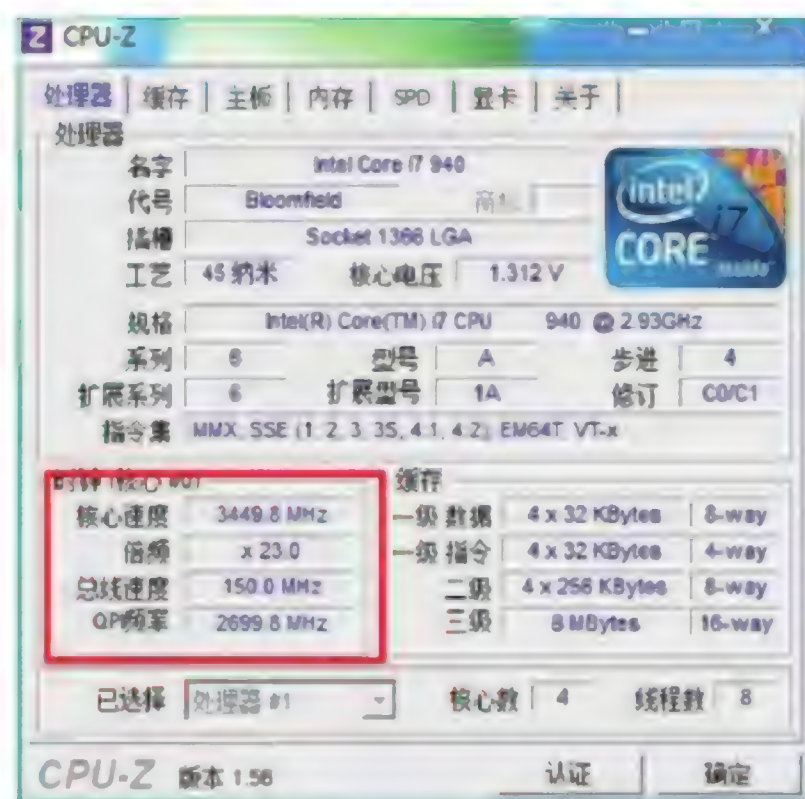 CPU-Z
处理器 缓存 主板 内存 SPD 显卡 关于
处理器
名字 Intel Core i7 940
代号 Bloomfield
插槽 Socket 1366 LGA
工艺 45 纳米 核心电压 1.312 V
intel
i7
CORE
inside
规格 Intel(R) Core(TM) i7 CPU 940 @ 2.93GHz
系列 6 型号 A 步进 4
扩展系列 6 扩展型号 1A 修订 C0/C1
指令集 MMX, SSE (1, 2, 3, 3S, 4.1, 4.2), EM64T, VT-x
时钟 (核心 #0) 缓存
核心速度 3449.8 MHz 一级 数据 4 x 32 KBytes 8-way
倍频 x 23.0 一级 指令 4 x 32 KBytes 4-way
总线速度 150.0 MHz 二级 4 x 256 KBytes 8-way
QPI频率 2699.8 MHz 三级 8 MBytes 16-way
已选择 处理器 #1 核心数 4 线程数 8
CPU-Z 版本 1.56 认证 确定